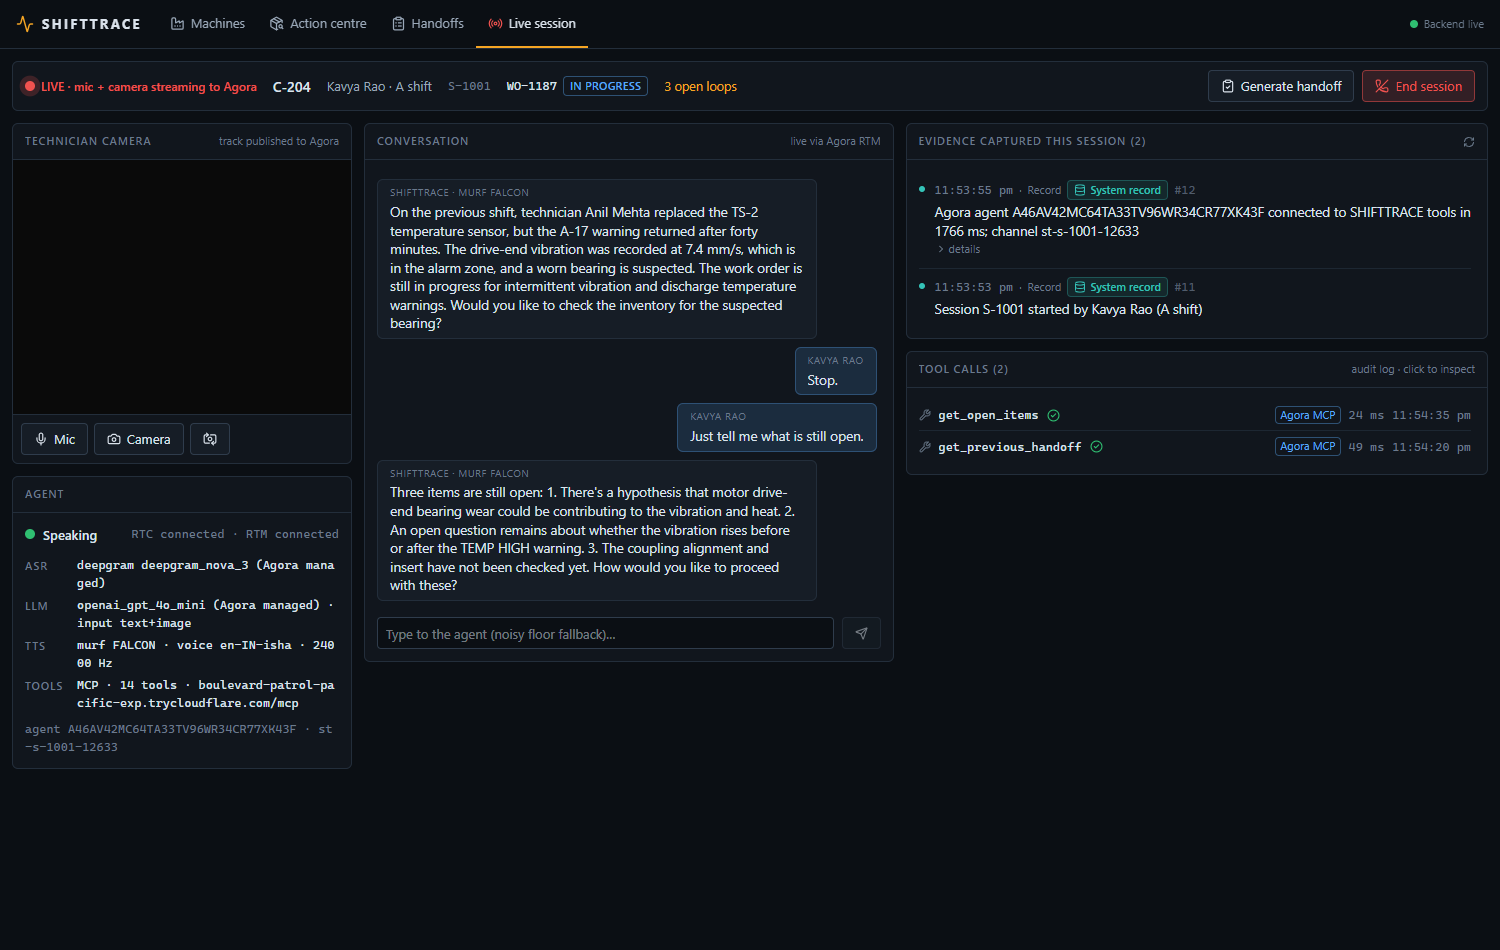 SHIFTTRACE
Machines
Action centre
Handoffs
Live session
Backend live
LIVE · mic + camera streaming to Agora
C-204
Kavya Rao · A shift
S-1001
WO-1187
IN PROGRESS
3 open loops
Generate handoff
End session
TECHNICIAN CAMERA
track published to Agora
Mic
Camera
AGENT
Speaking
RTC connected · RTM connected
ASR
deepgram deepgram_nova_3 (Agora mana
ged)
LLM
openai_gpt_4o_mini (Agora managed) ·
input text+image
TTS
murf FALCON · voice en-IN-isha · 240
00 Hz
TOOLS
MCP · 14 tools · boulevard-patrol-pa
cific-exp.trycloudflare.com/mcp
agent A46AV42MC64TA33TV96WR34CR77XK43F · st
-s-1001-12633
CONVERSATION
live via Agora RTM
SHIFTTRACE · MURF FALCON
On the previous shift, technician Anil Mehta replaced the TS-2
temperature sensor, but the A-17 warning returned after forty
minutes. The drive-end vibration was recorded at 7.4 mm/s, which is
in the alarm zone, and a worn bearing is suspected. The work order is
still in progress for intermittent vibration and discharge temperature
warnings. Would you like to check the inventory for the suspected
bearing?
KAVYA RAO
Stop.
KAVYA RAO
Just tell me what is still open.
SHIFTTRACE · MURF FALCON
Three items are still open: 1. There's a hypothesis that motor drive-
end bearing wear could be contributing to the vibration and heat. 2.
An open question remains about whether the vibration rises before
or after the TEMP HIGH warning. 3. The coupling alignment and
insert have not been checked yet. How would you like to proceed
with these?
Type to the agent (noisy floor fallback)...
EVIDENCE CAPTURED THIS SESSION (2)
11:53:55 pm · Record
System record
#12
Agora agent A46AV42MC64TA33TV96WR34CR77XK43F connected to SHIFTTRACE tools in
1766 ms; channel st-s-1001-12633
> details
11:53:53 pm · Record
System record
#11
Session S-1001 started by Kavya Rao (A shift)
TOOL CALLS (2)
audit log · click to inspect
get_open_items
Agora MCP
24 ms 11:54:35 pm
get_previous_handoff
Agora MCP
49 ms 11:54:20 pm